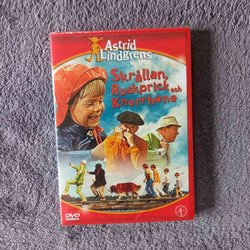 Astrid
Lindgrens
Skrållan,
Ruskprick och
Knorrhane
DVD